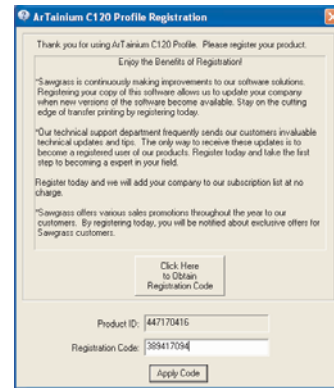 ArTainium C120 Profile Registration
Thank you for using ArTainium C120 Profile. Please register your product.
Enjoy the Benefits of Registration!
*Sawgrass is continuously making improvements to our software solutions.
Registering your copy of this software allows us to update your company
when new versions of the software become available. Stay on the cutting
edge of transfer printing by registering today.
*Our technical support department frequently sends our customers invaluable
technical updates and tips. The only way to receive these updates is to
become a registered user of our products. Register today and take the first
step to becoming a expert in your field.
Register today and we will add your company to our subscription list at no
charge.
*Sawgrass offers various sales promotions throughout the year to our
customers. By registering today, you will be notified about exclusive offers for
Sawgrass customers.
Click Here
to Obtain
Registration Code
Product ID: 447170416
Registration Code: 389417094
Apply Code